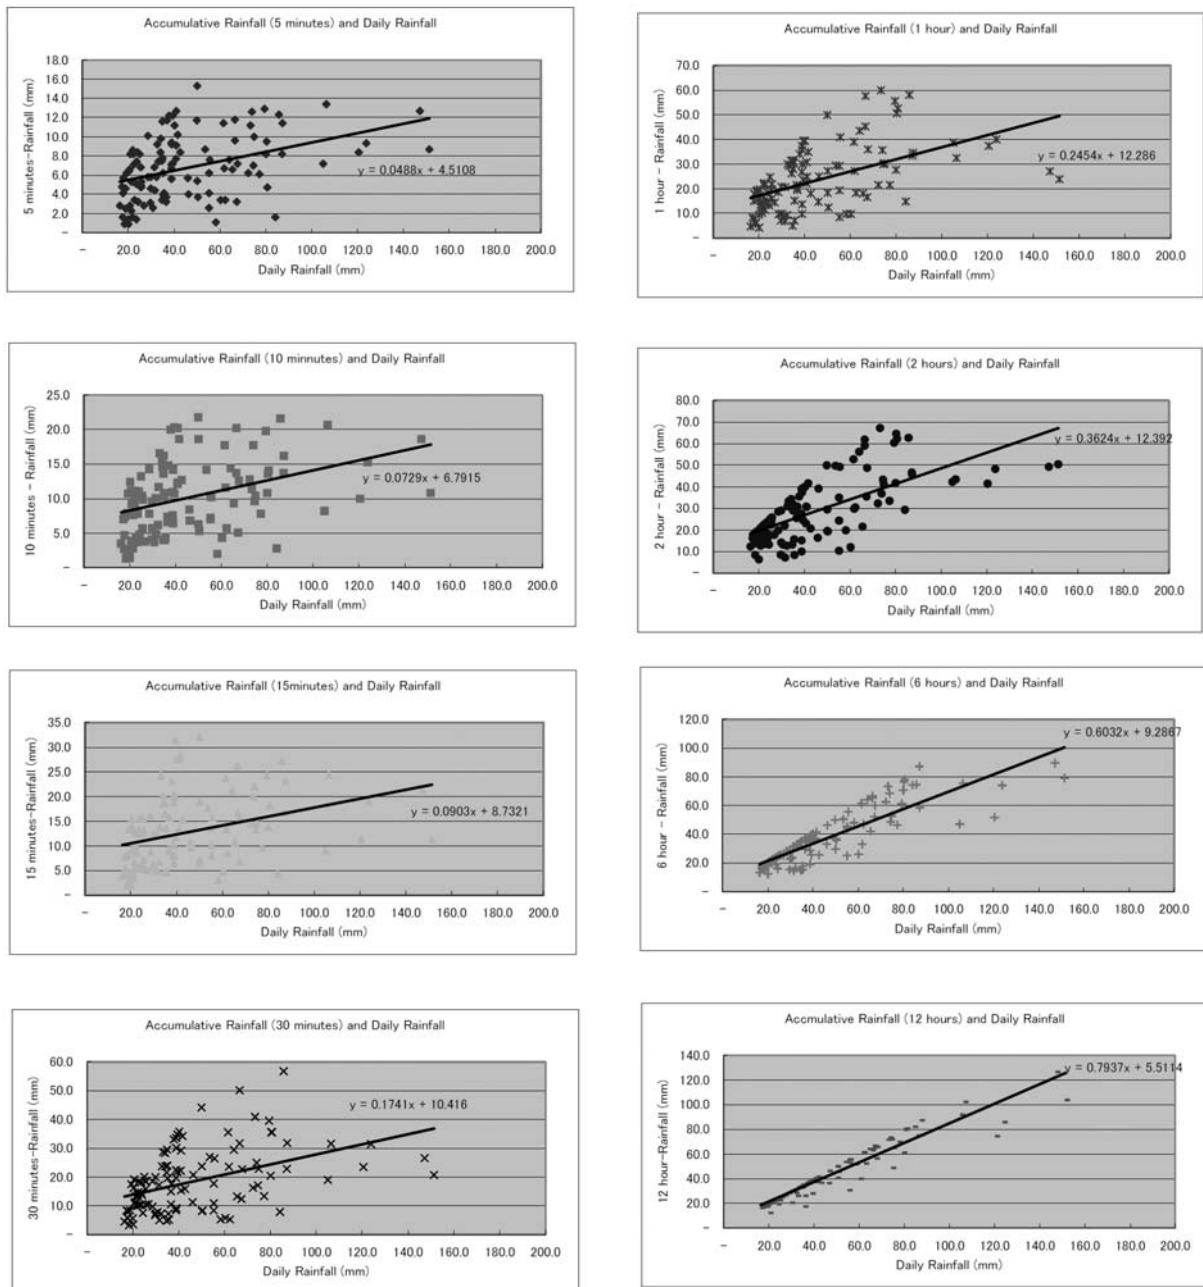 Accumulative Rainfall (5 minutes) and Daily Rainfall
5 minutes-Rainfall (mm)
18.0
16.0
14.0
12.0
10.0
8.0
6.0
4.0
2.0
-
y = 0.0488x + 4.5108
- 20.0 40.0 60.0 80.0 100.0 120.0 140.0 160.0 180.0 200.0
Daily Rainfall (mm)
Accumulative Rainfall (1 hour) and Daily Rainfall
1 hour - Rainfall (mm)
70.0
60.0
50.0
40.0
30.0
20.0
10.0
-
y = 0.2454x + 12.286
- 20.0 40.0 60.0 80.0 100.0 120.0 140.0 160.0 180.0 200.0
Daily Rainfall (mm)
Accumulative Rainfall (10 minnutes) and Daily Rainfall
10 minutes - Rainfall (mm)
25.0
20.0
15.0
10.0
5.0
-
y = 0.0729x + 6.7915
- 20.0 40.0 60.0 80.0 100.0 120.0 140.0 160.0 180.0 200.0
Daily Rainfall (mm)
Accumulative Rainfall (2 hours) and Daily Rainfall
2 hour - Rainfall (mm)
80.0
70.0
60.0
50.0
40.0
30.0
20.0
10.0
-
y = 0.3624x + 12.392
- 20.0 40.0 60.0 80.0 100.0 120.0 140.0 160.0 180.0 200.0
Daily Rainfall (mm)
Accumulative Rainfall (15minutes) and Daily Rainfall
15 minutes-Rainfall (mm)
35.0
30.0
25.0
20.0
15.0
10.0
5.0
-
y = 0.0903x + 8.7321
- 20.0 40.0 60.0 80.0 100.0 120.0 140.0 160.0 180.0 200.0
Daily Rainfall (mm)
Accumulative Rainfall (6 hours) and Daily Rainfall
6 hour - Rainfall (mm)
120.0
100.0
80.0
60.0
40.0
20.0
-
y = 0.6032x + 9.2867
- 20.0 40.0 60.0 80.0 100.0 120.0 140.0 160.0 180.0 200.0
Daily Rainfall (mm)
Accumulative Rainfall (30 minutes) and Daily Rainfall
30 minutes-Rainfall (mm)
60.0
50.0
40.0
30.0
20.0
10.0
-
y = 0.1741x + 10.416
- 20.0 40.0 60.0 80.0 100.0 120.0 140.0 160.0 180.0 200.0
Daily Rainfall (mm)
Accmulative Rainfall (12 hours) and Daily Rainfall
12 hour-Rainfall (mm)
140.0
120.0
100.0
80.0
60.0
40.0
20.0
-
y = 0.7937x + 5.5114
- 20.0 40.0 60.0 80.0 100.0 120.0 140.0 160.0 180.0 200.0
Daily Rainfall (mm)